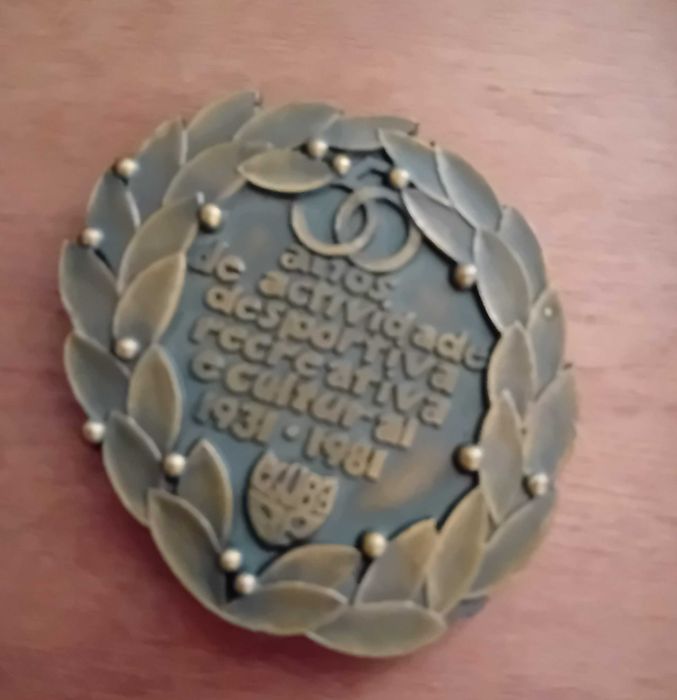 anos
de actividade
desportiva
recreativa
e cultural
1931 • 1981